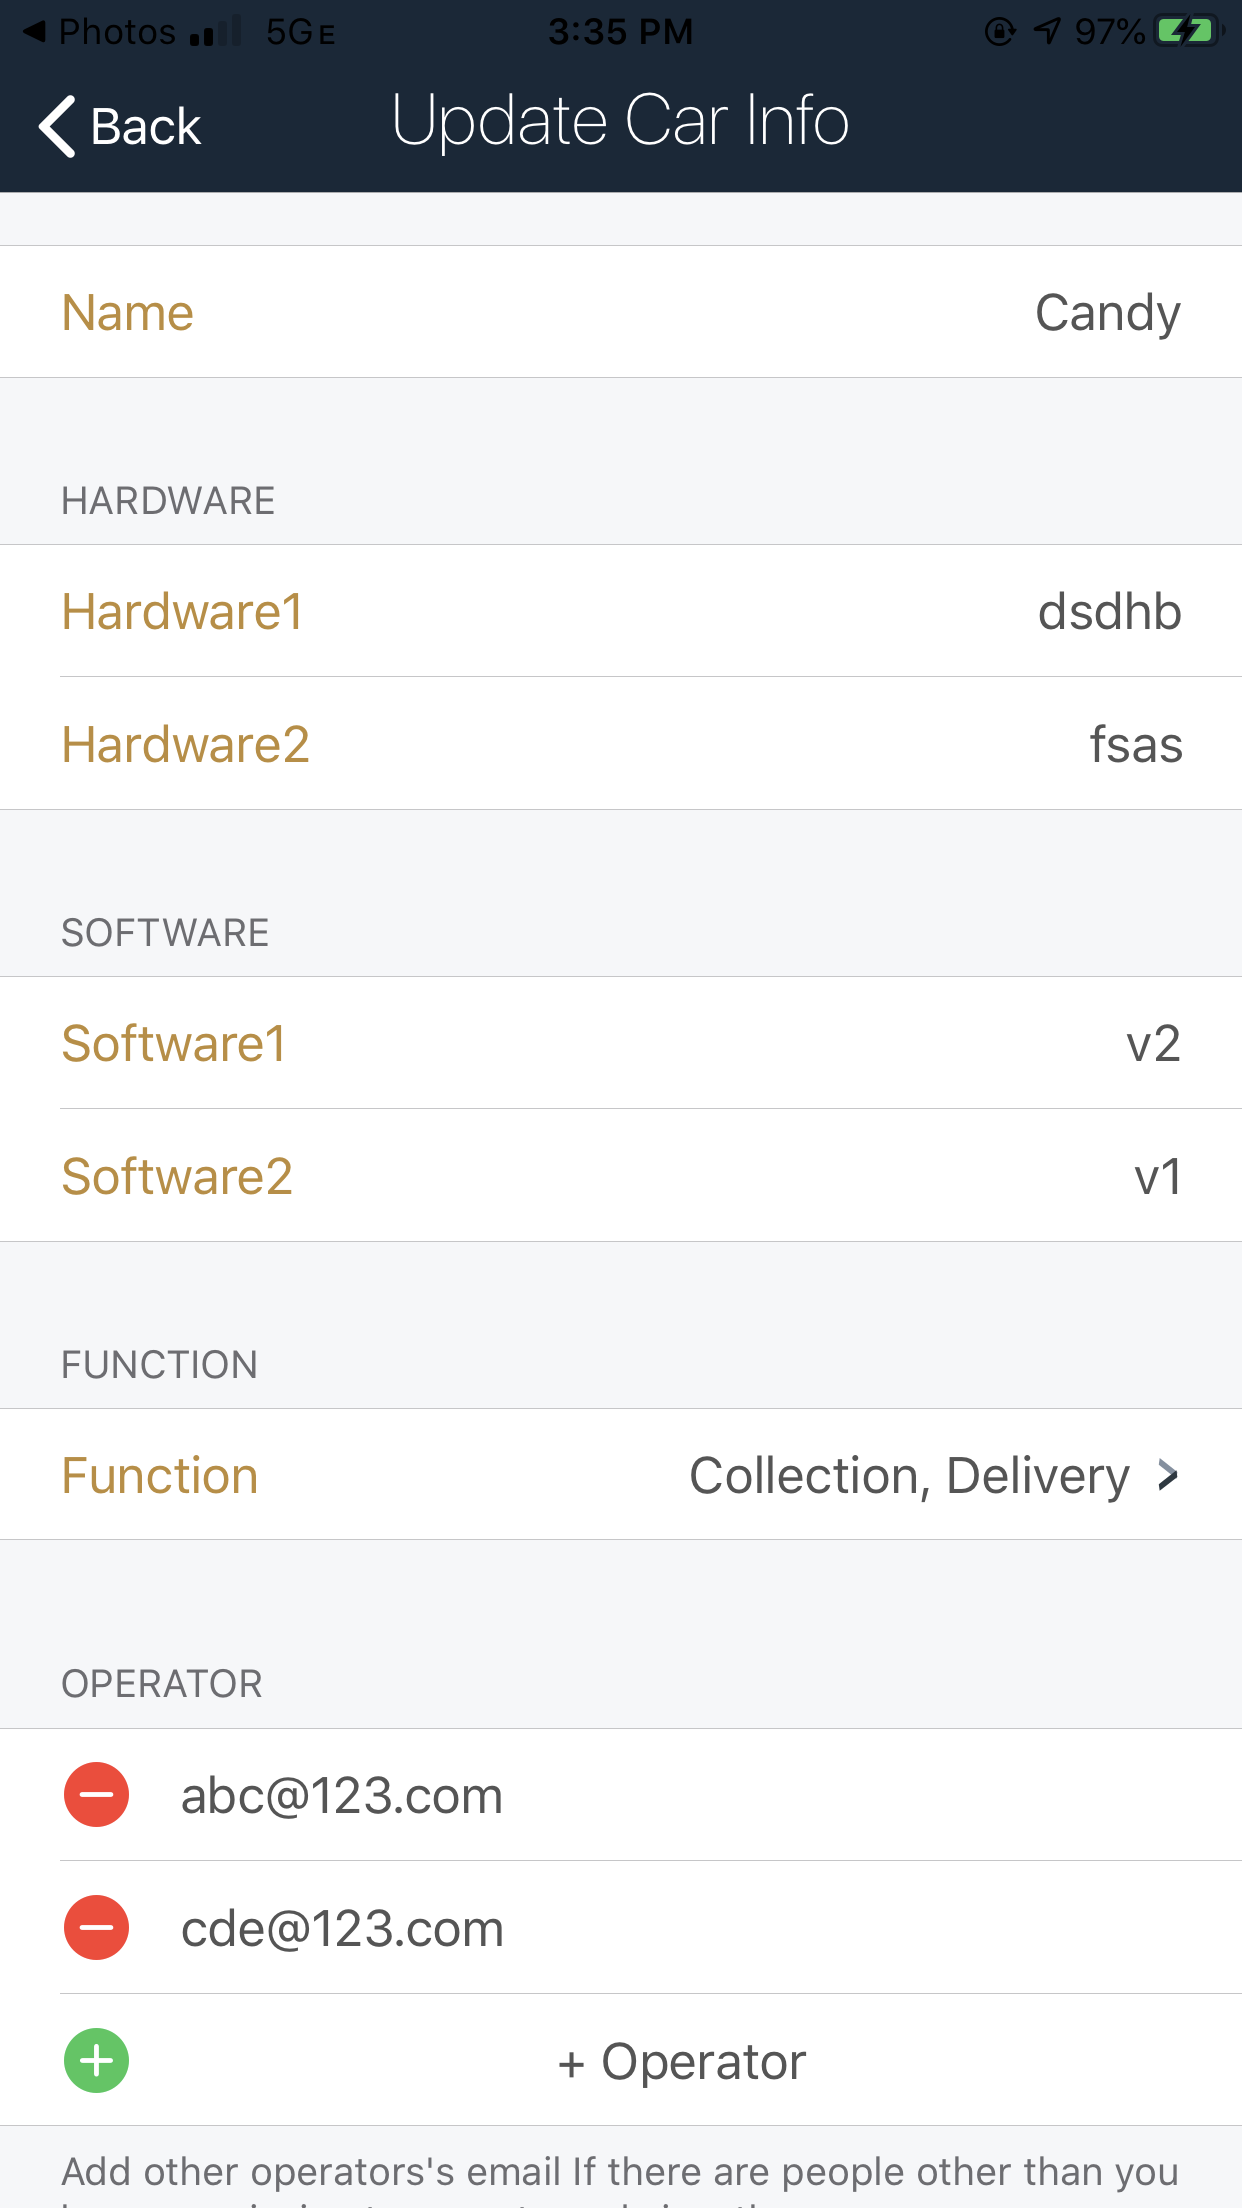 Photos 5GE 3:35 PM 97%
Back Update Car Info
Name Candy
HARDWARE
Hardware1 dsdhb
Hardware2 fsas
SOFTWARE
Software1 v2
Software2 v1
FUNCTION
Function Collection, Delivery
OPERATOR
abc@123.com
cde@123.com
+ Operator
Add other operators's email If there are people other than you